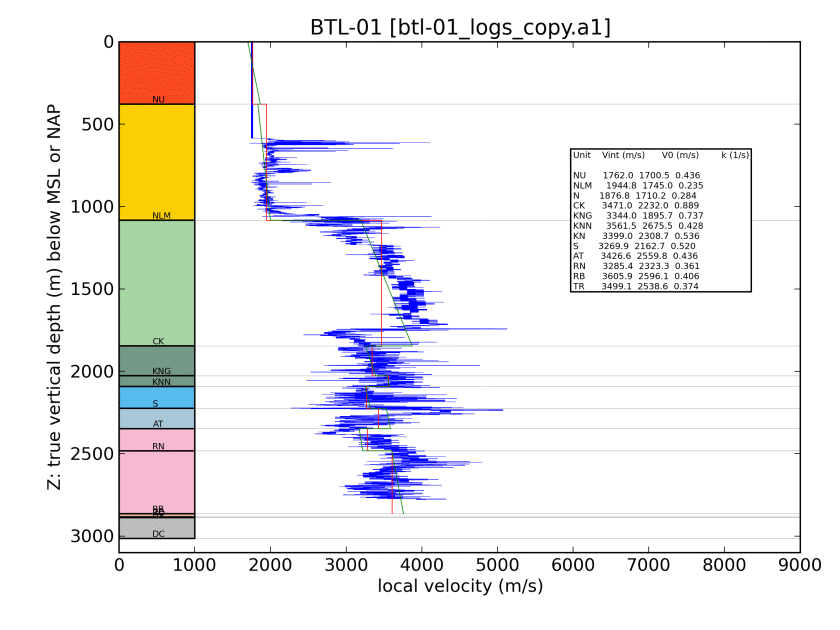 BTL-01 [btl-01_logs_copy.a1]
Z: true vertical depth (m) below MSL or NAP
0
500
1000
1500
2000
2500
3000
NU
NLM
CK
KNG
KNN
S
AT
RN
RB
DC
Unit Vint (m/s) V0 (m/s) k (1/s)
NU 1762.0 1700.5 0.436
NLM 1944.8 1745.0 0.235
N 1876.8 1710.2 0.284
CK 3471.0 2232.0 0.889
KNG 3344.0 1895.7 0.737
KNN 3561.5 2675.5 0.428
KN 3399.0 2308.7 0.536
S 3269.9 2162.7 0.520
AT 3426.6 2559.8 0.436
RN 3285.4 2323.3 0.361
RB 3605.9 2596.1 0.406
TR 3499.1 2538.6 0.374
0 1000 2000 3000 4000 5000 6000 7000 8000 9000
local velocity (m/s)